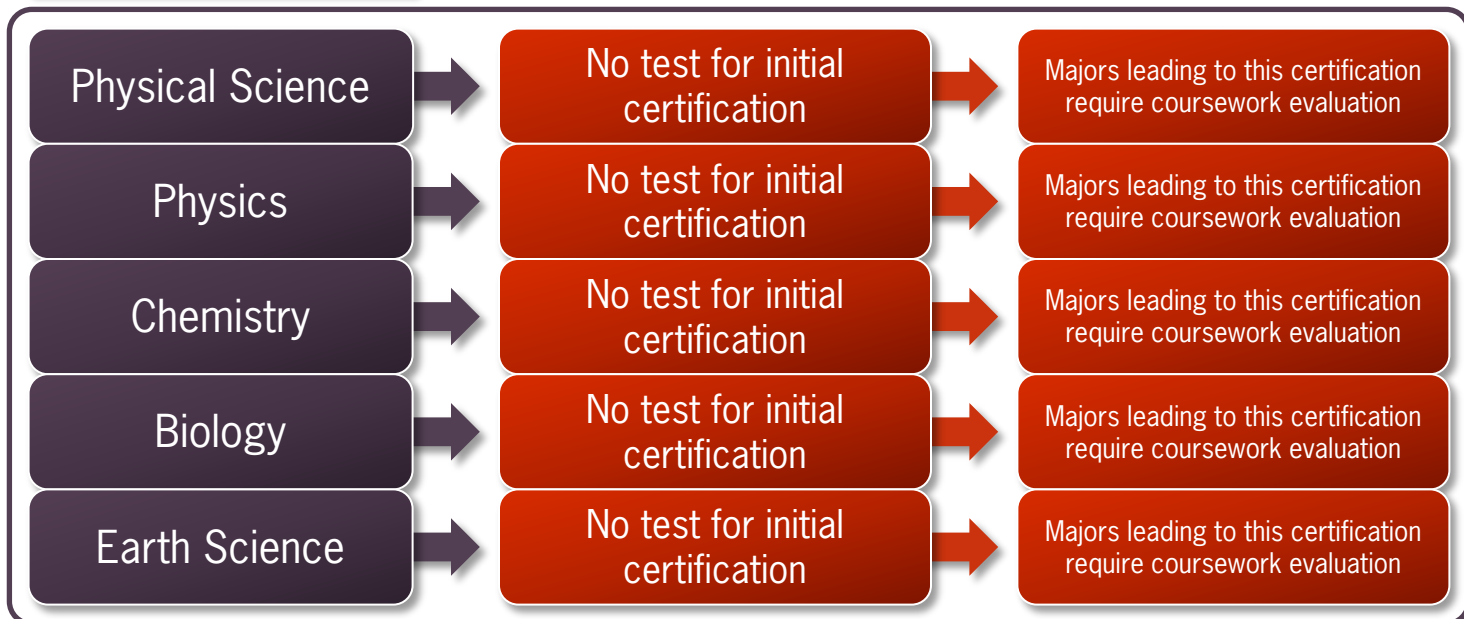 Physical Science
No test for initial
certification
Majors leading to this certification
require coursework evaluation
Physics
No test for initial
certification
Majors leading to this certification
require coursework evaluation
Chemistry
No test for initial
certification
Majors leading to this certification
require coursework evaluation
Biology
No test for initial
certification
Majors leading to this certification
require coursework evaluation
Earth Science
No test for initial
certification
Majors leading to this certification
require coursework evaluation